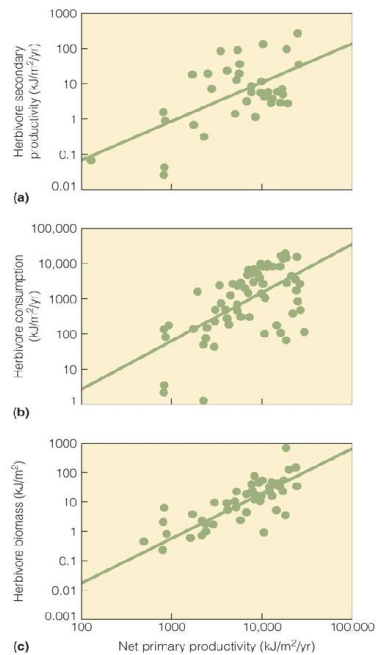 1000
100
10
1
0.1
0.01
Herbivore secondary
productivity (kJ/m²/yr)
(a)
100,000
10,000
1000
100
10
1
Herbivore consumption
(kJ/m²/yr)
(b)
1000
100
10
1
0.1
0.01
0.001
Herbivore biomass (kJ/m²)
100 1000 10,000 100,000
(c) Net primary productivity (kJ/m²/yr)